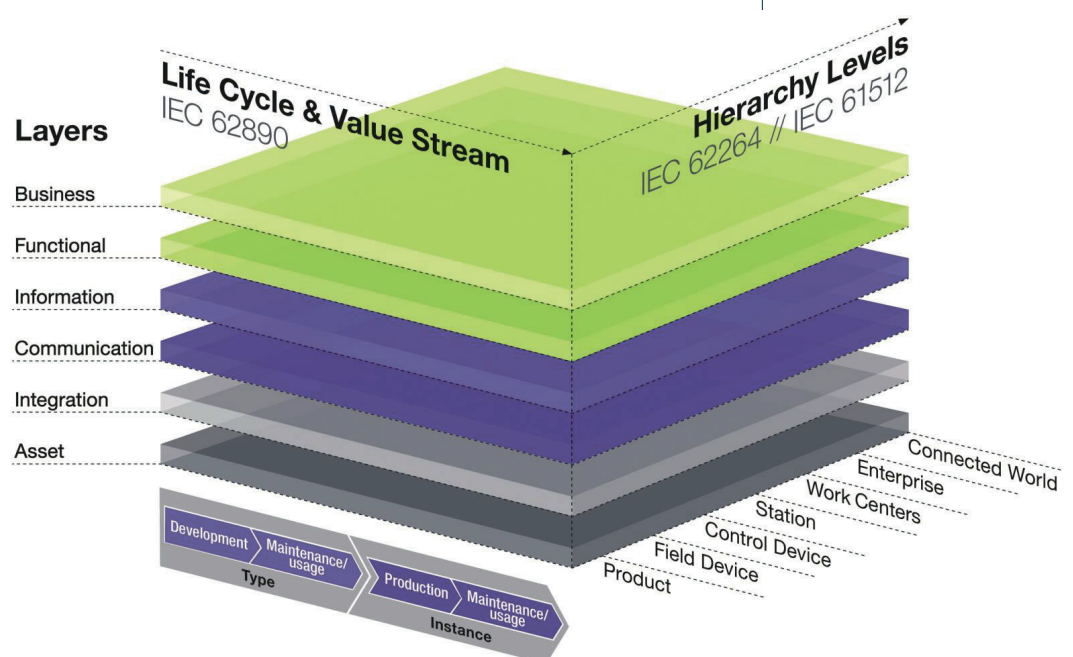 Life Cycle & Value Stream
IEC 62890
Hierarchy Levels
IEC 62264 // IEC 61512
Layers
Business
Functional
Information
Communication
Integration
Asset
Development
Maintenance/
usage
Type
Production
Maintenance/
usage
Instance
Connected World
Enterprise
Work Centers
Station
Control Device
Field Device
Product